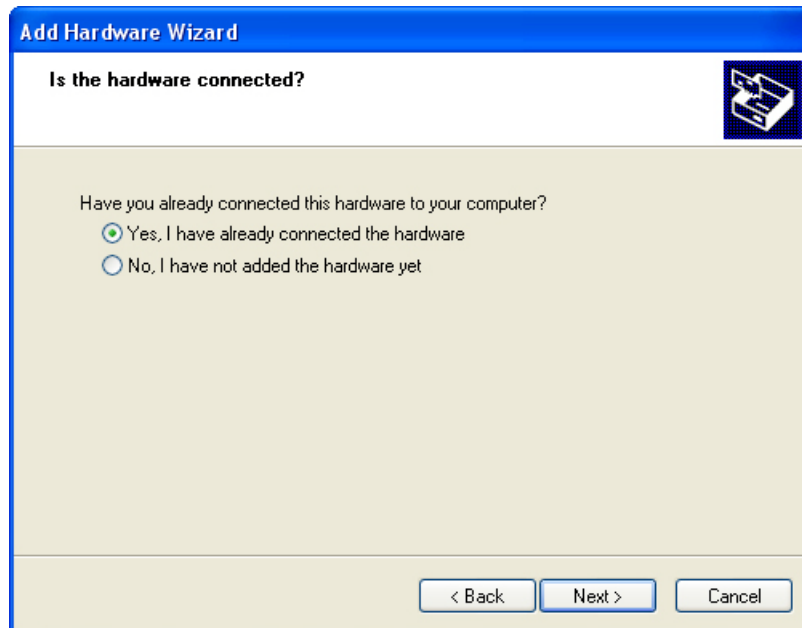 Add Hardware Wizard
Is the hardware connected?
Have you already connected this hardware to your computer?
Yes, I have already connected the hardware
No, I have not added the hardware yet
< Back Next > Cancel